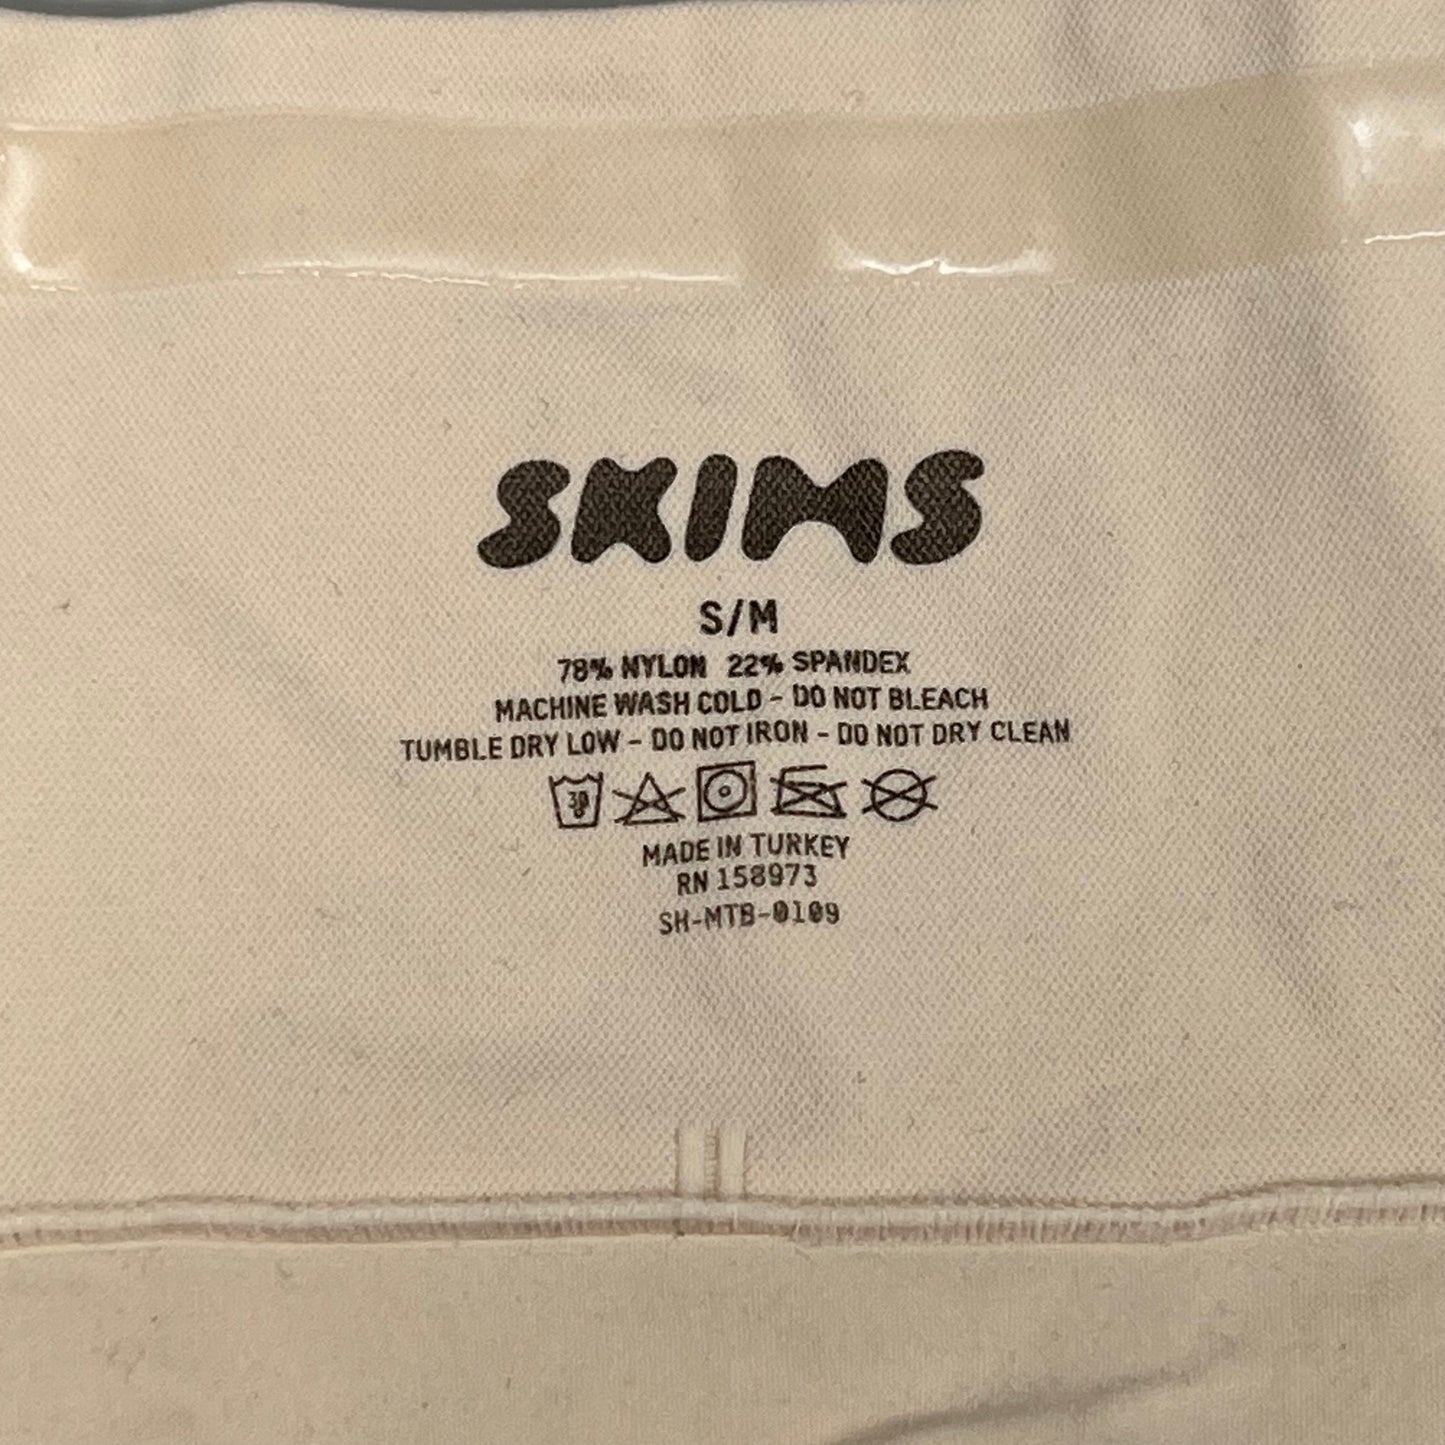 SKIMS
S/M
78% NYLON 22% SPANDEX
MACHINE WASH COLD - DO NOT BLEACH
TUMBLE DRY LOW - DO NOT IRON - DO NOT DRY CLEAN
30
MADE IN TURKEY
RN 158973
SH-MTB-0109